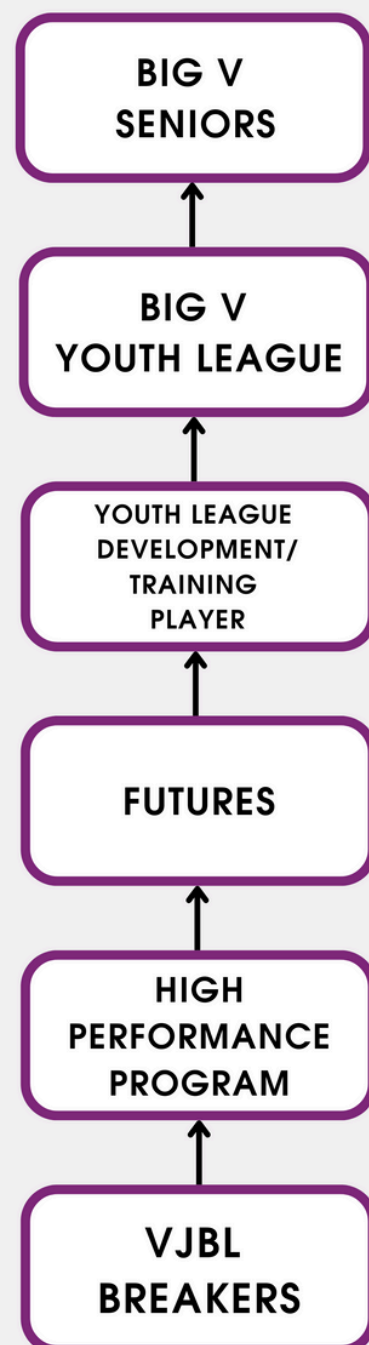 BIG V
SENIORS
BIG V
YOUTH LEAGUE
YOUTH LEAGUE
DEVELOPMENT/
TRAINING
PLAYER
FUTURES
HIGH
PERFORMANCE
PROGRAM
VJBL
BREAKERS